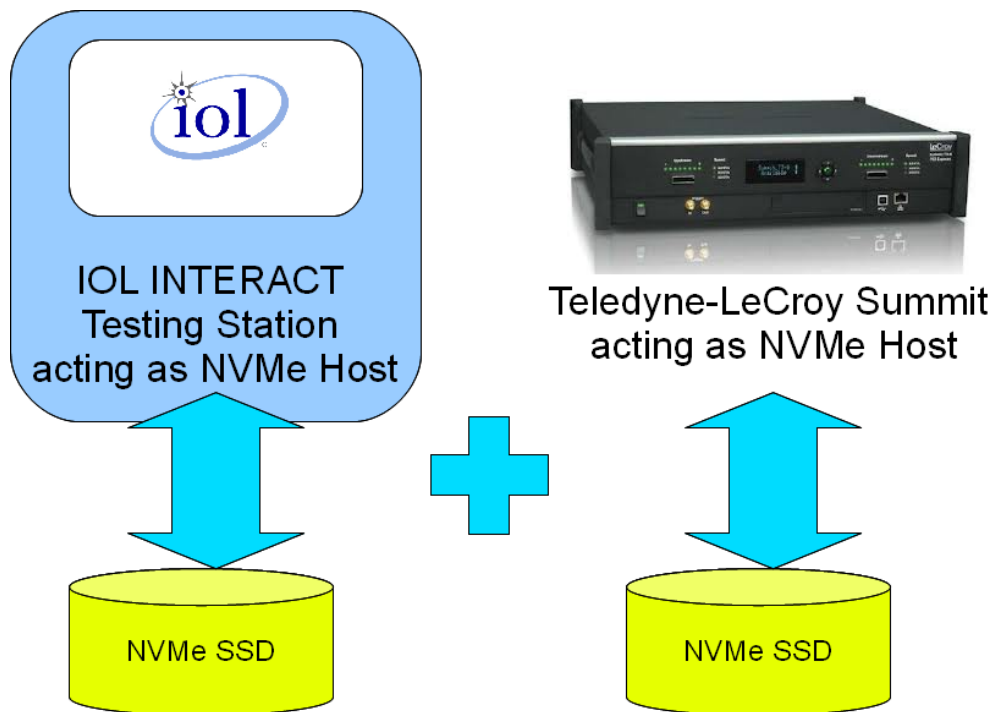 iol
IOL INTERACT
Testing Station
acting as NVMe Host
LeCroy
Teledyne-LeCroy Summit
acting as NVMe Host
NVMe SSD
NVMe SSD